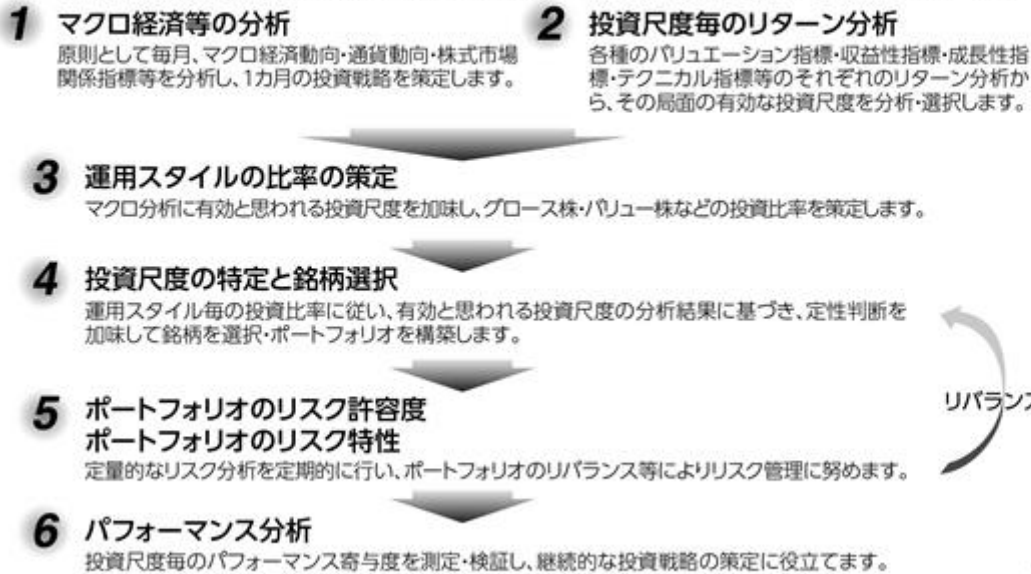 1 マクロ経済等の分析
原則として毎月、マクロ経済動向・通貨動向・株式市場
関係指標等を分析し、1カ月の投資戦略を策定します。
2 投資尺度毎のリターン分析
各種のバリュエーション指標・収益性指標・成長性指
標・テクニカル指標等のそれぞれのリターン分析か
ら、その局面の有効な投資尺度を分析・選択します。
3 運用スタイルの比率の策定
マクロ分析に有効と思われる投資尺度を加味し、グロース株・バリュー株などの投資比率を策定します。
4 投資尺度の特定と銘柄選択
運用スタイル毎の投資比率に従い、有効と思われる投資尺度の分析結果に基づき、定性判断を
加味して銘柄を選択・ポートフォリオを構築します。
5 ポートフォリオのリスク許容度
ポートフォリオのリスク特性
定量的なリスク分析を定期的に行い、ポートフォリオのリバランス等によりリスク管理に努めます。
リバランス
6 パフォーマンス分析
投資尺度毎のパフォーマンス寄与度を測定・検証し、継続的な投資戦略の策定に役立てます。